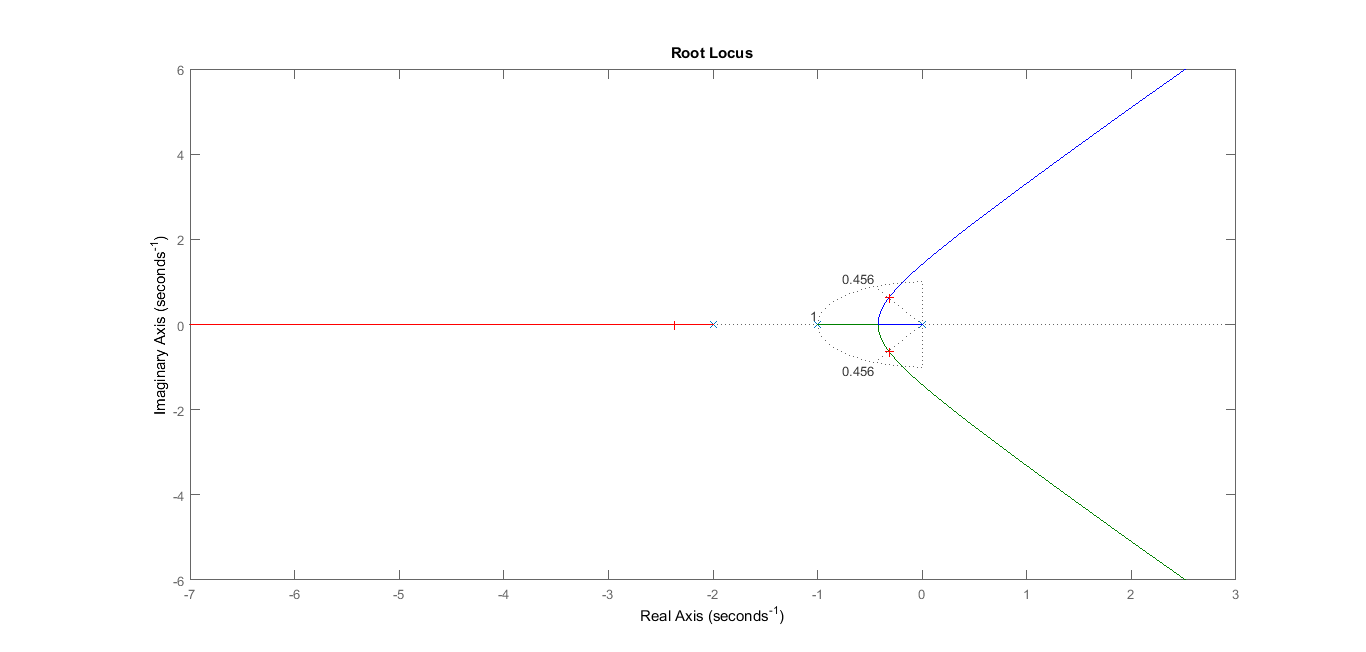 Root Locus
6
4
2
0
-2
-4
-6
Imaginary Axis (seconds⁻¹)
0.456
1
0.456
-7 -6 -5 -4 -3 -2 -1 0 1 2 3
Real Axis (seconds⁻¹)